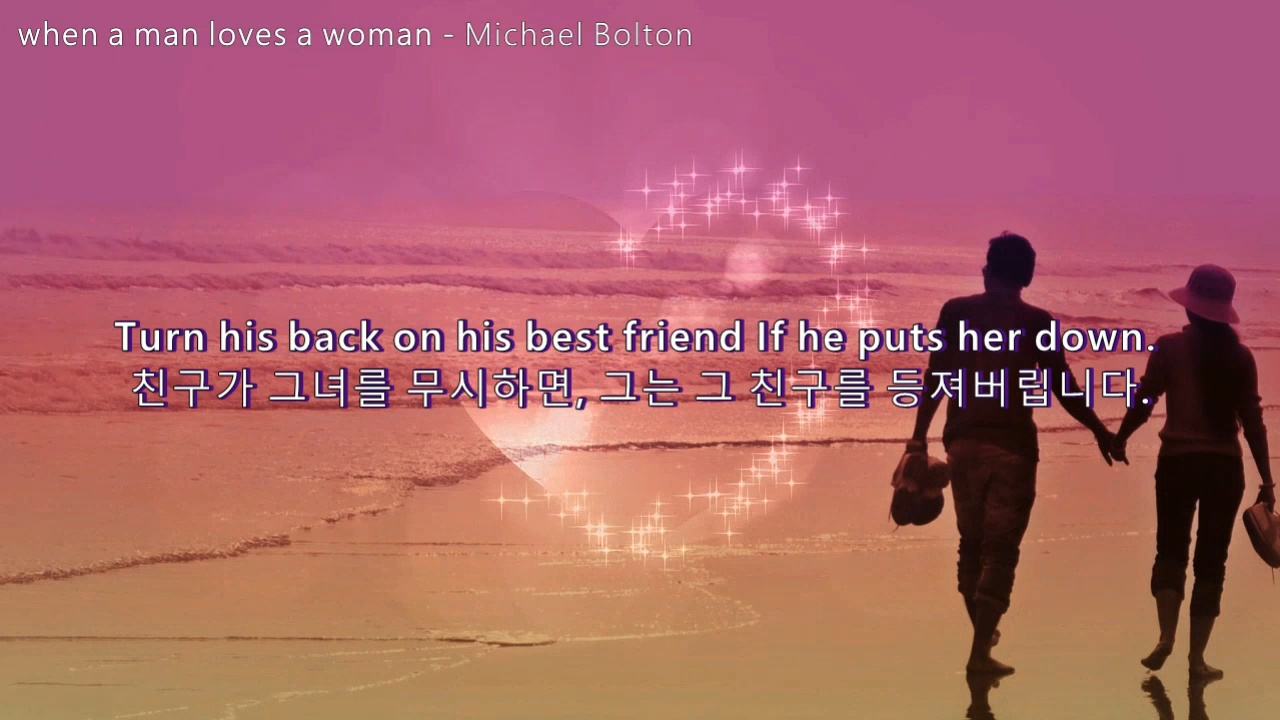 when a man loves a woman - Michael Bolton
Turn his back on his best friend If he puts her down.
친구가 그녀를 무시하면, 그는 그 친구를 등져버립니다.